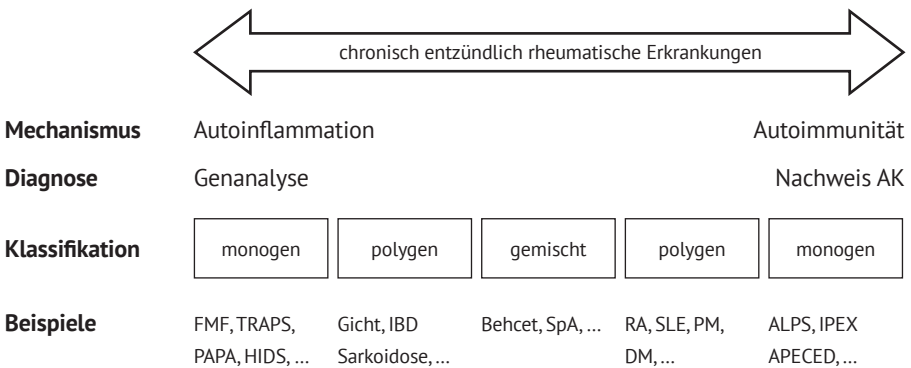 chronisch entzündlich rheumatische Erkrankungen
Mechanismus Autoinflammation Autoimmunität
Diagnose Genanalyse Nachweis AK
Klassifikation monogen polygen gemischt polygen monogen
Beispiele FMF, TRAPS, Gicht, IBD Behcet, SpA, ... RA, SLE, PM, ALPS, IPEX
PAPA, HIDS, ... Sarkoidose, ... DM, ... APECED, ...